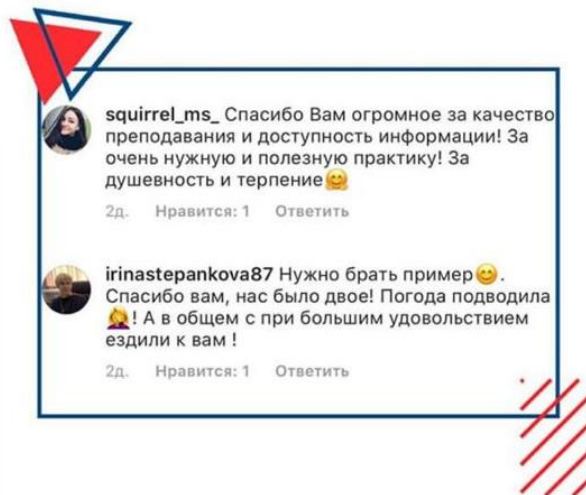 squirrel_ms_ Спасибо Вам огромное за качество
преподавания и доступность информации! За
очень нужную и полезную практику! За
душевность и терпение🤗
2д. Нравится: 1 Ответить
irinastepankova87 Нужно брать пример😊.
Спасибо вам, нас было двое! Погода подводила
🤦‍♀️! А в общем с при большим удовольствием
ездили к вам !
2д. Нравится: 1 Ответить